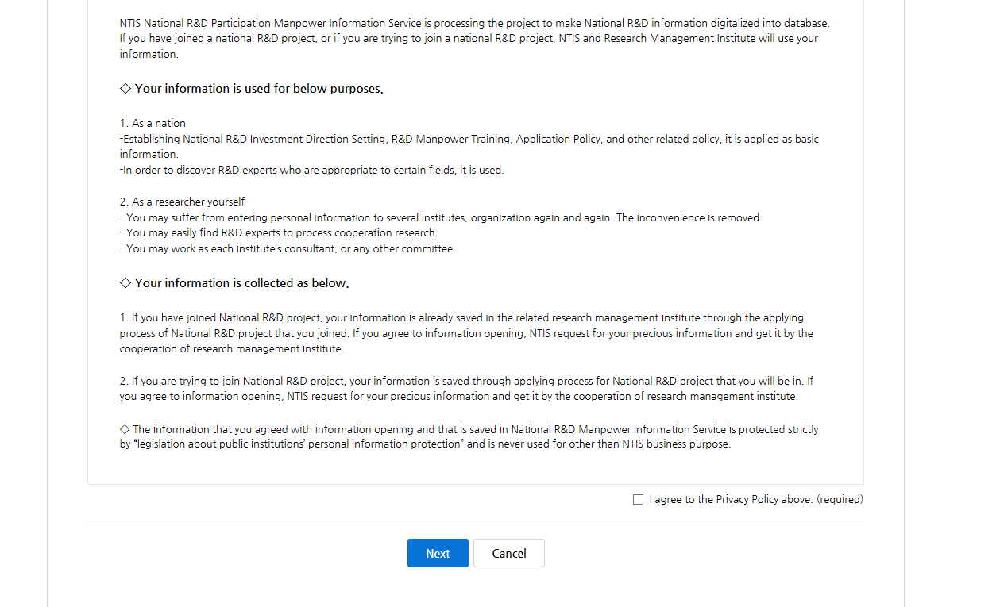 NTIS National R&D Participation Manpower Information Service is processing the project to make National R&D information digitalized into database.
If you have joined a national R&D project, or if you are trying to join a national R&D project, NTIS and Research Management Institute will use your
information.
◇ Your information is used for below purposes.
1. As a nation
-Establishing National R&D Investment Direction Setting, R&D Manpower Training, Application Policy, and other related policy, it is applied as basic
information.
-In order to discover R&D experts who are appropriate to certain fields, it is used.
2. As a researcher yourself
- You may suffer from entering personal information to several institutes, organization again and again. The inconvenience is removed.
- You may easily find R&D experts to process cooperation research.
- You may work as each institute's consultant, or any other committee.
◇ Your information is collected as below.
1. If you have joined National R&D project, your information is already saved in the related research management institute through the applying
process of National R&D project that you joined. If you agree to information opening, NTIS request for your precious information and get it by the
cooperation of research management institute.
2. If you are trying to join National R&D project, your information is saved through applying process for National R&D project that you will be in. If
you agree to information opening, NTIS request for your precious information and get it by the cooperation of research management institute.
◇ The information that you agreed with information opening and that is saved in National R&D Manpower Information Service is protected strictly
by "legislation about public institutions' personal information protection" and is never used for other than NTIS business purpose.
I agree to the Privacy Policy above. (required)
Next Cancel